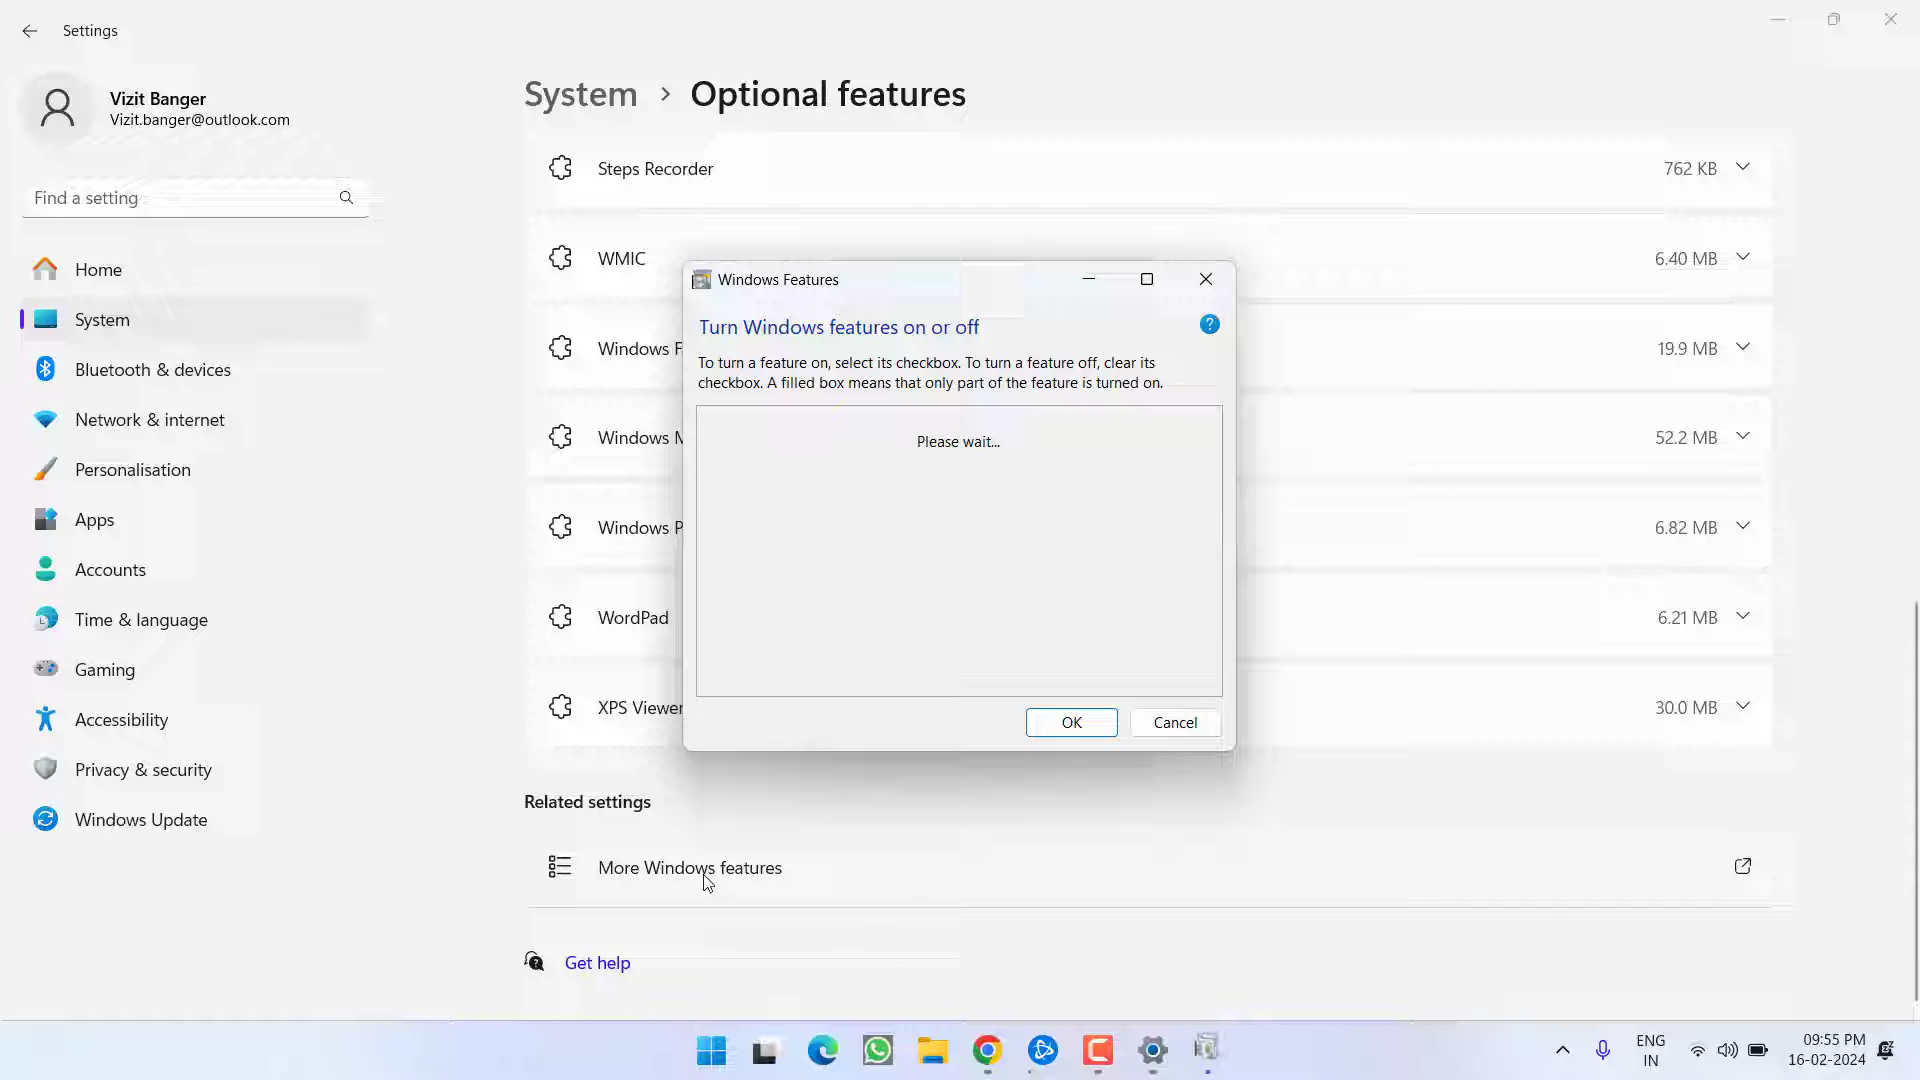 Settings
Vizit Banger
Vizit.banger@outlook.com
Find a setting
Home
System
Bluetooth & devices
Network & internet
Personalisation
Apps
Accounts
Time & language
Gaming
Accessibility
Privacy & security
Windows Update
System > Optional features
Steps Recorder 762 KB
WMIC 6.40 MB
Windows F 19.9 MB
Windows M 52.2 MB
Windows P 6.82 MB
WordPad 6.21 MB
XPS Viewer 30.0 MB
Windows Features
Turn Windows features on or off
To turn a feature on, select its checkbox. To turn a feature off, clear its
checkbox. A filled box means that only part of the feature is turned on.
Please wait...
OK Cancel
Related settings
More Windows features
Get help
ENG
IN
09:55 PM
16-02-2024